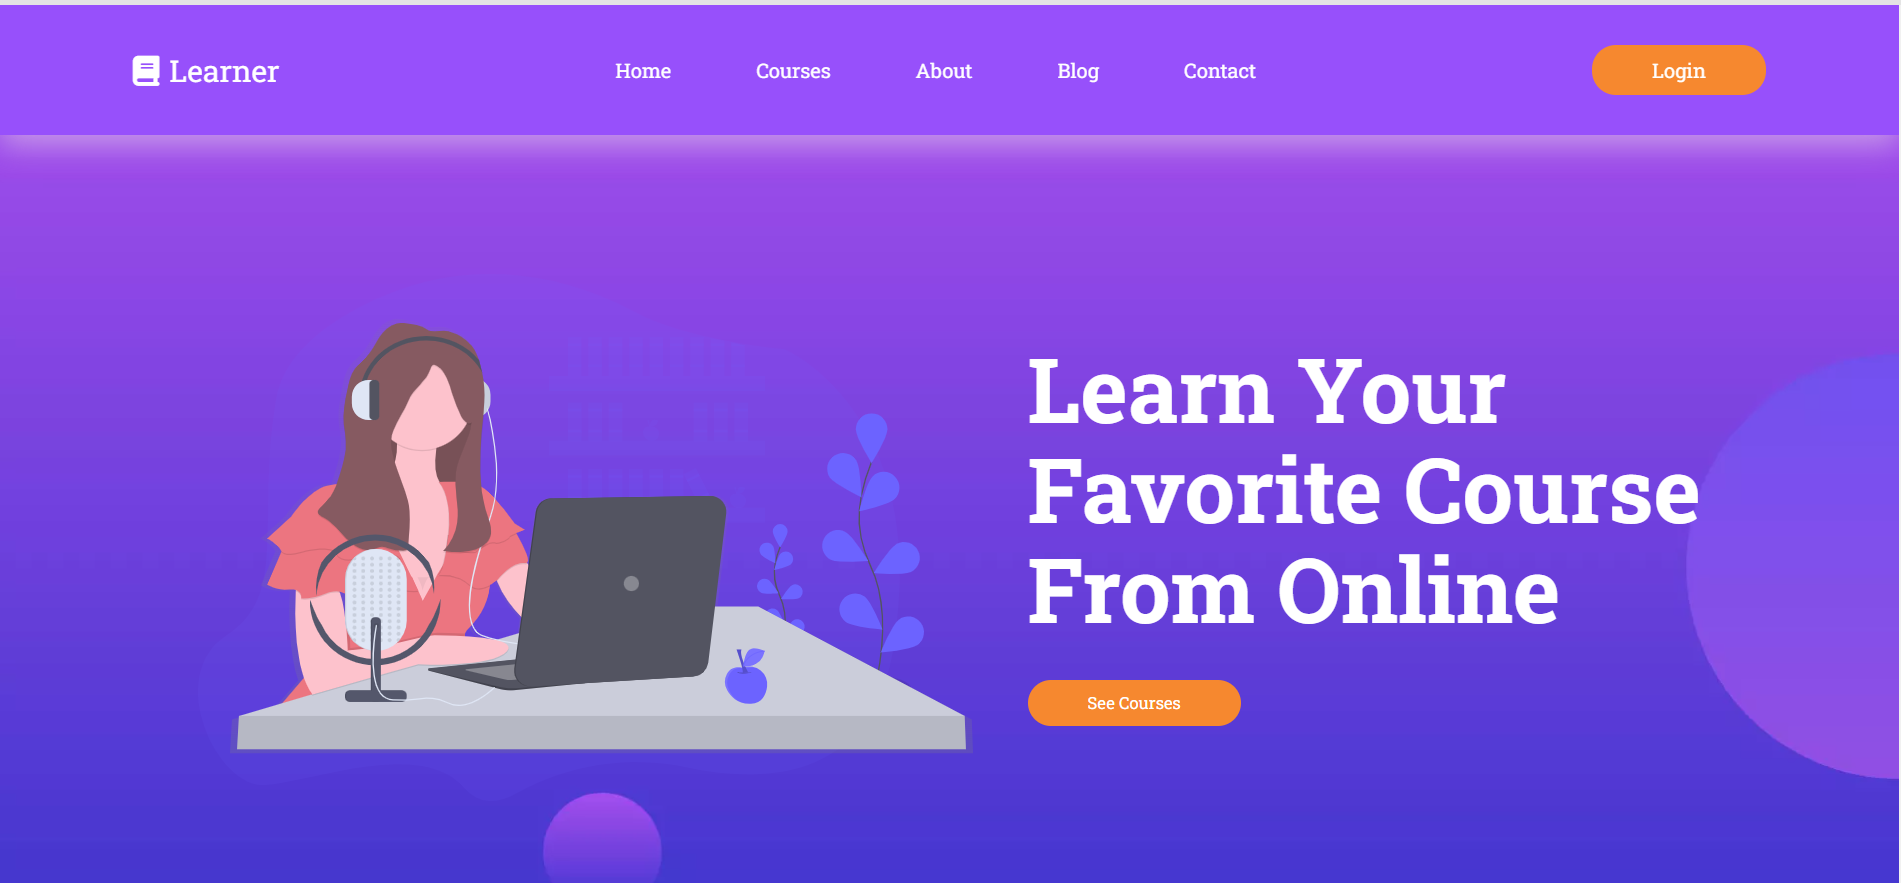 Learner
Home Courses About Blog Contact
Login
Learn Your
Favorite Course
From Online
See Courses